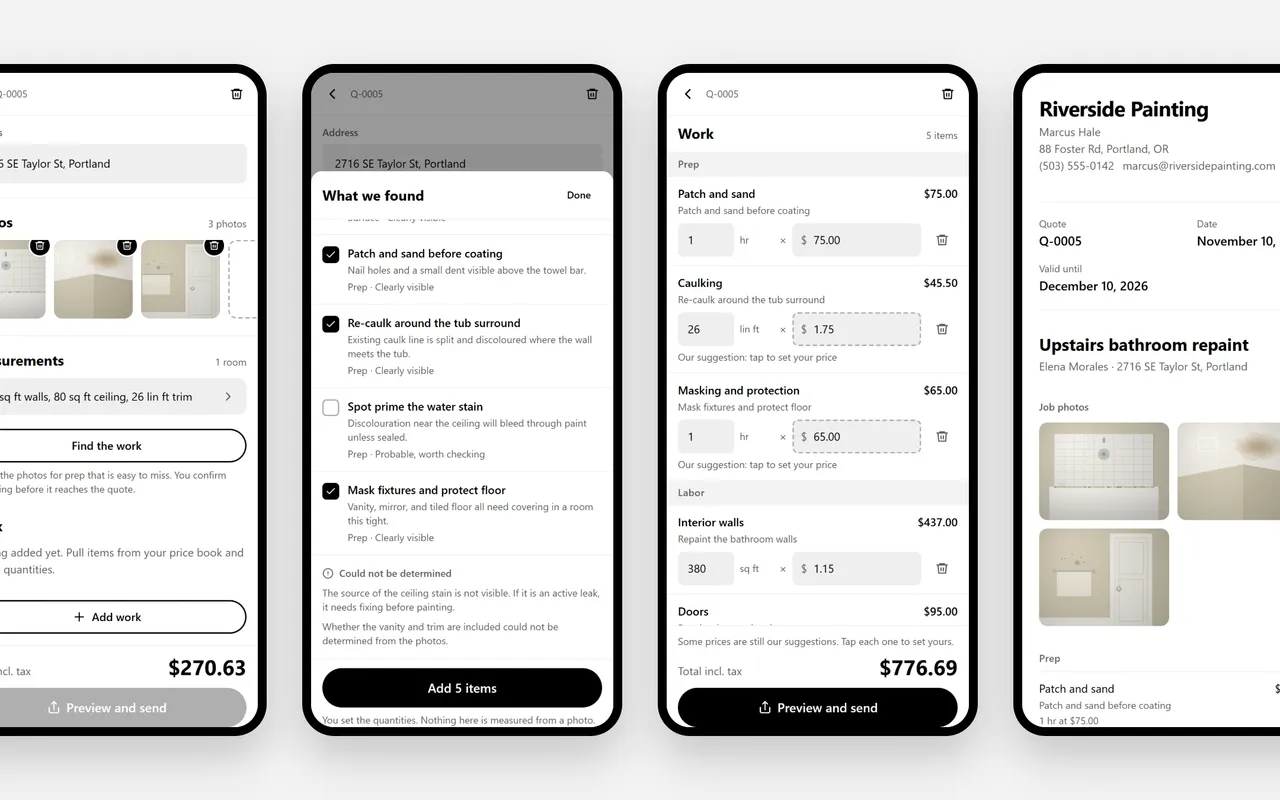 Q-0005
SE Taylor St, Portland
3 photos
1 room
sq ft walls, 80 sq ft ceiling, 26 lin ft trim
Find the work
the photos for prep that is easy to miss. You confirm
before it reaches the quote.
added yet. Pull items from your price book and
quantities.
+ Add work
incl. tax
$270.63
Preview and send
Q-0005
Address
2716 SE Taylor St, Portland
What we found
Done
Surface · Clearly visible
Patch and sand before coating
Nail holes and a small dent visible above the towel bar.
Prep · Clearly visible
Re-caulk around the tub surround
Existing caulk line is split and discoloured where the wall
meets the tub.
Prep · Clearly visible
Spot prime the water stain
Discolouration near the ceiling will bleed through paint
unless sealed.
Prep · Probable, worth checking
Mask fixtures and protect floor
Vanity, mirror, and tiled floor all need covering in a room
this tight.
Prep · Clearly visible
Could not be determined
The source of the ceiling stain is not visible. If it is an active leak,
it needs fixing before painting.
Whether the vanity and trim are included could not be
determined from the photos.
Add 5 items
You set the quantities. Nothing here is measured from a photo.
Q-0005
Work
5 items
Prep
Patch and sand
$75.00
Patch and sand before coating
1 hr × $ 75.00
Caulking
$45.50
Re-caulk around the tub surround
26 lin ft × $ 1.75
Our suggestion: tap to set your price
Masking and protection
$65.00
Mask fixtures and protect floor
1 hr × $ 65.00
Our suggestion: tap to set your price
Labor
Interior walls
$437.00
Repaint the bathroom walls
380 sq ft × $ 1.15
Doors
$95.00
Some prices are still our suggestions. Tap each one to set yours.
Total incl. tax
$776.69
Preview and send
Riverside Painting
Marcus Hale
88 Foster Rd, Portland, OR
(503) 555-0142 marcus@riversidepainting.com
Quote
Date
Q-0005
November 10,
Valid until
December 10, 2026
Upstairs bathroom repaint
Elena Morales · 2716 SE Taylor St, Portland
Job photos
Prep
Patch and sand
Patch and sand before coating
1 hr at $75.00